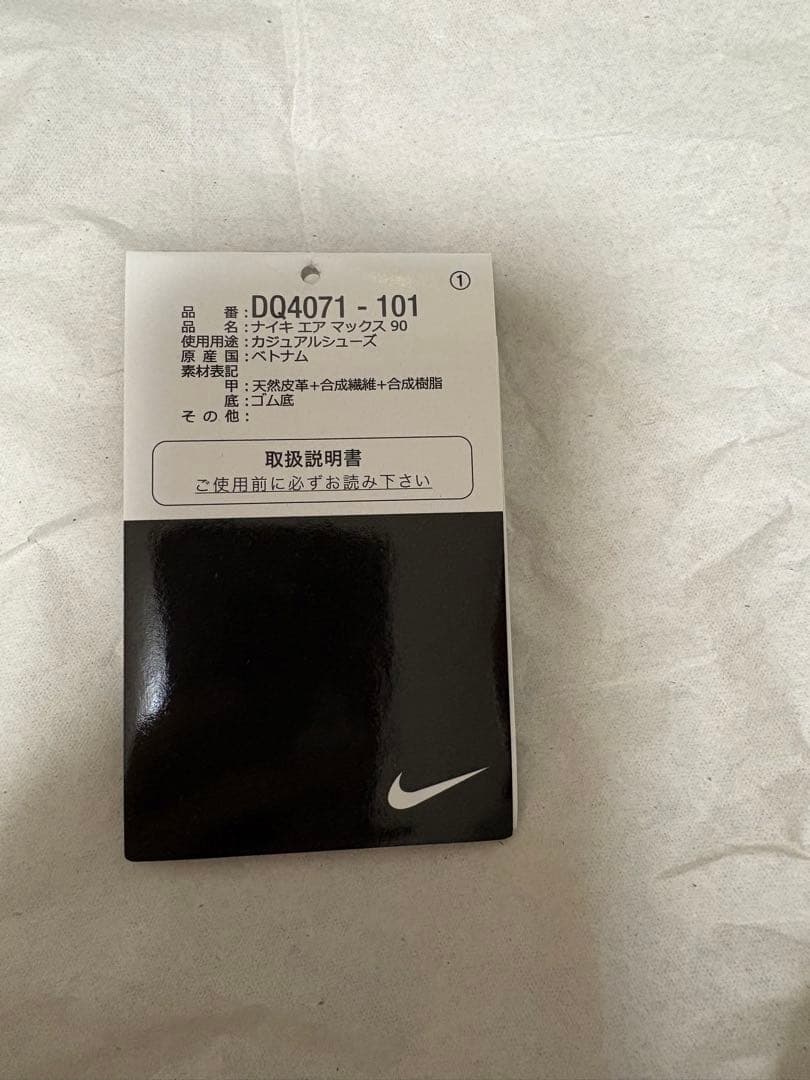 ①
品番:DQ4071 - 101
品名:ナイキ エア マックス 90
使用用途:カジュアルシューズ
原産国:ベトナム
素材表記
甲:天然皮革+合成繊維+合成樹脂
底:ゴム底
その他:
取扱説明書
ご使用前に必ずお読み下さい